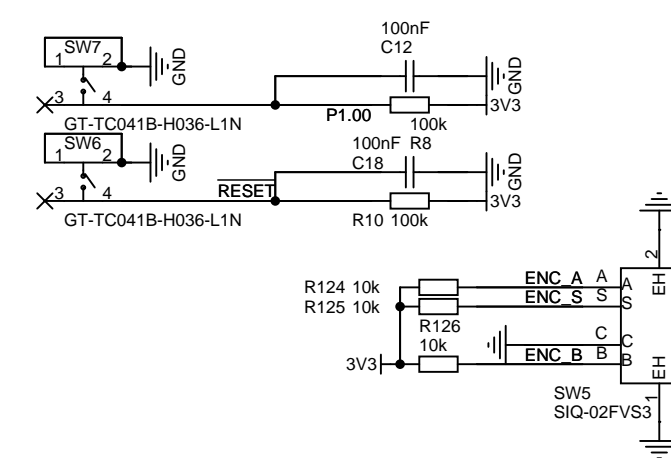 100nF
C12
SW7
1 2
GND
GND
3 4
P1.00
3V3
GT-TC041B-H036-L1N
100k
SW6
100nF R8
1 2
GND
C18
GND
3 4
RESET
3V3
GT-TC041B-H036-L1N
R10 100k
2
R124 10k
ENC_A A A
EH
R125 10k
ENC_S S S
R126
C C
10k
ENC_B B B
3V3
EH
SW5
1
SIQ-02FVS3